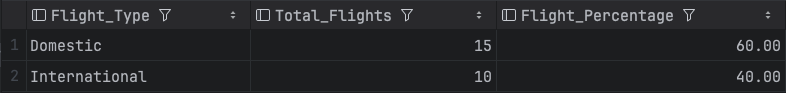 Flight_Type Total_Flights Flight_Percentage
1 Domestic 15 60.00
2 International 10 40.00